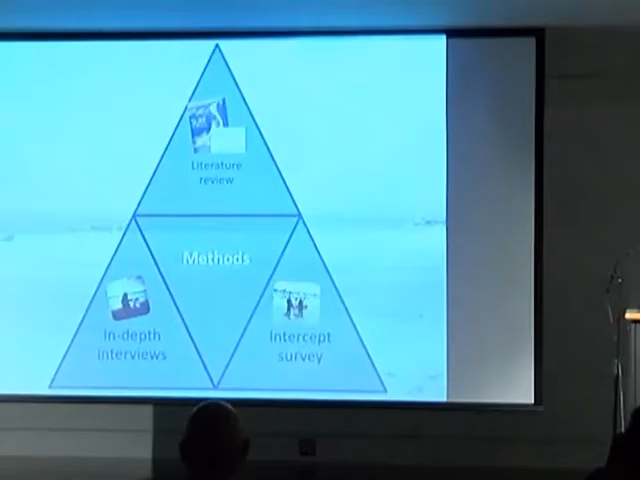 Literature
review
Methods
In-depth
interviews
Intercept
survey